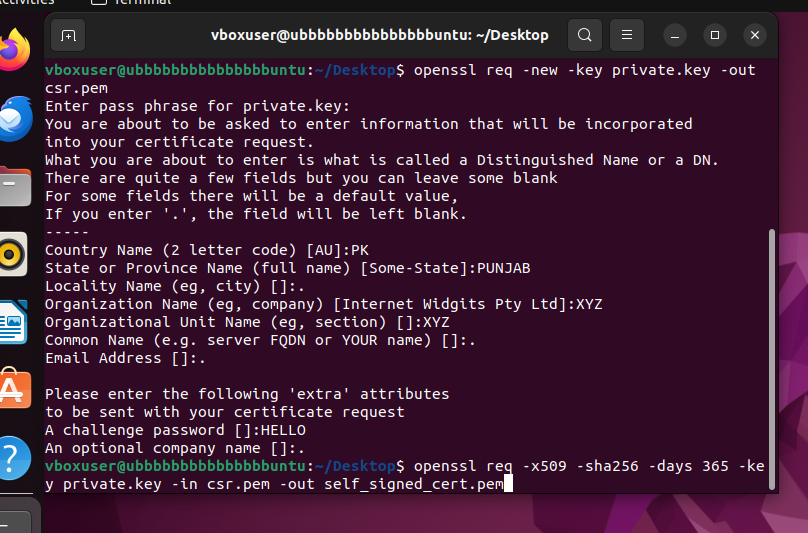 Activities Terminal
vboxuser@ubbbbbbbbbbbbbbbbuntu: ~/Desktop
vboxuser@ubbbbbbbbbbbbbbbbuntu:~/Desktop$ openssl req -new -key private.key -out
csr.pem
Enter pass phrase for private.key:
You are about to be asked to enter information that will be incorporated
into your certificate request.
What you are about to enter is what is called a Distinguished Name or a DN.
There are quite a few fields but you can leave some blank
For some fields there will be a default value,
If you enter '.', the field will be left blank.
-----
Country Name (2 letter code) [AU]:PK
State or Province Name (full name) [Some-State]:PUNJAB
Locality Name (eg, city) []:.
Organization Name (eg, company) [Internet Widgits Pty Ltd]:XYZ
Organizational Unit Name (eg, section) []:XYZ
Common Name (e.g. server FQDN or YOUR name) []:.
Email Address []:.
Please enter the following 'extra' attributes
to be sent with your certificate request
A challenge password []:HELLO
An optional company name []:.
vboxuser@ubbbbbbbbbbbbbbbbuntu:~/Desktop$ openssl req -x509 -sha256 -days 365 -ke
y private.key -in csr.pem -out self_signed_cert.pem